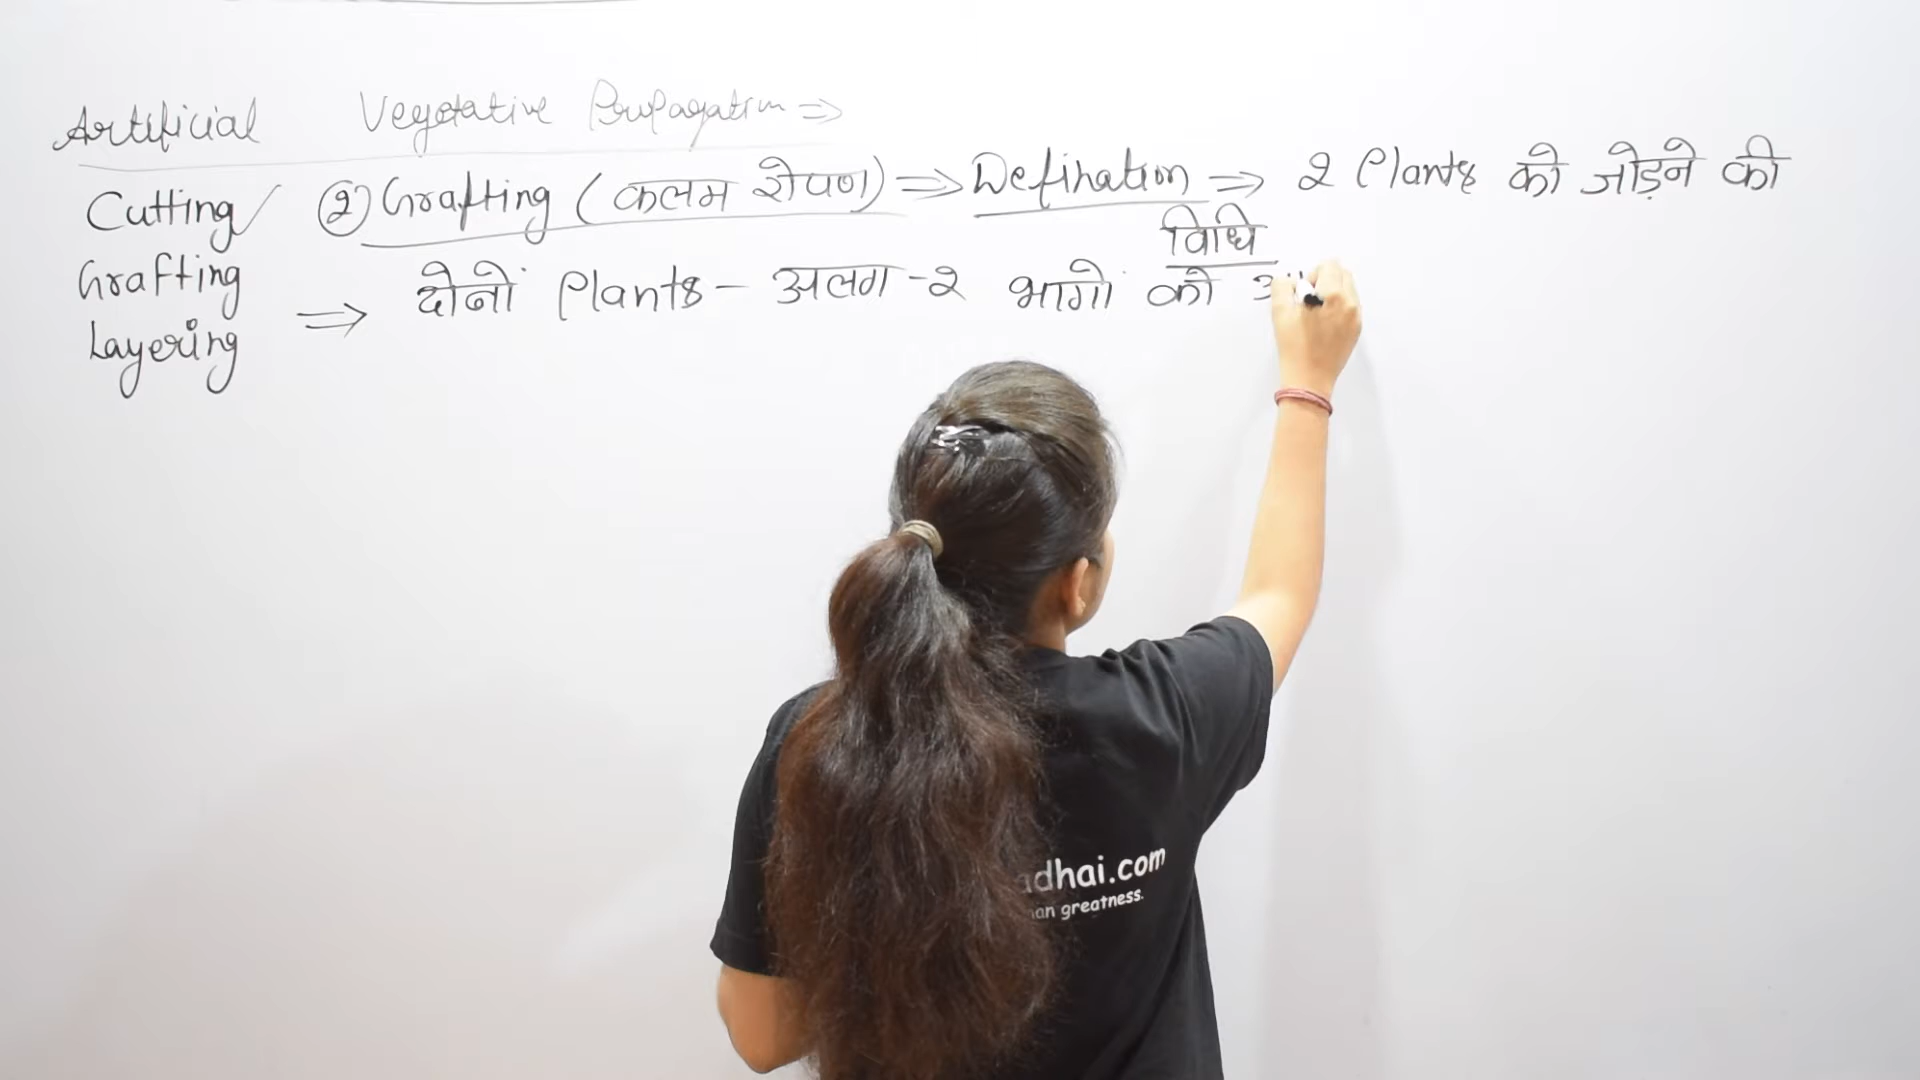 Artificial Vegetative Propagation ⇒
Cutting ✓ ② Grafting (कलम रोपण) ⇒ Defination ⇒ 2 Plants को जोड़ने की
विधि
Grafting
⇒ दोनों Plants - अलग-2 भागो को
Layering
adhai.com
an greatness.